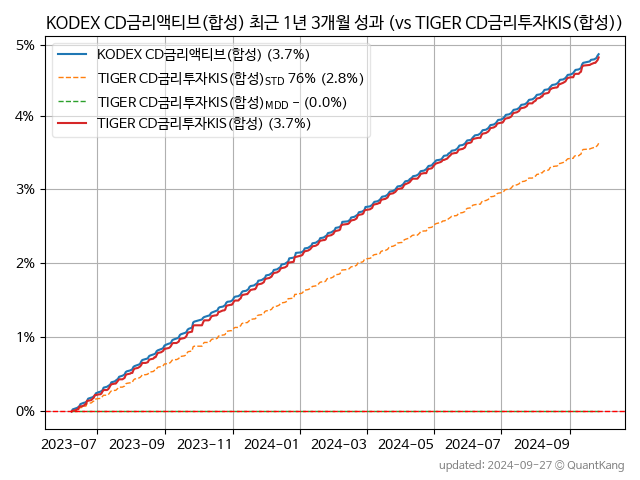 KODEX CD금리액티브(합성) 최근 1년 3개월 성과 (vs TIGER CD금리투자KIS(합성))
5%
4%
3%
2%
1%
0%
KODEX CD금리액티브(합성) (3.7%)
TIGER CD금리투자KIS(합성)STD 76% (2.8%)
TIGER CD금리투자KIS(합성)MDD - (0.0%)
TIGER CD금리투자KIS(합성) (3.7%)
2023-07 2023-09 2023-11 2024-01 2024-03 2024-05 2024-07 2024-09
updated: 2024-09-27 © QuantKang